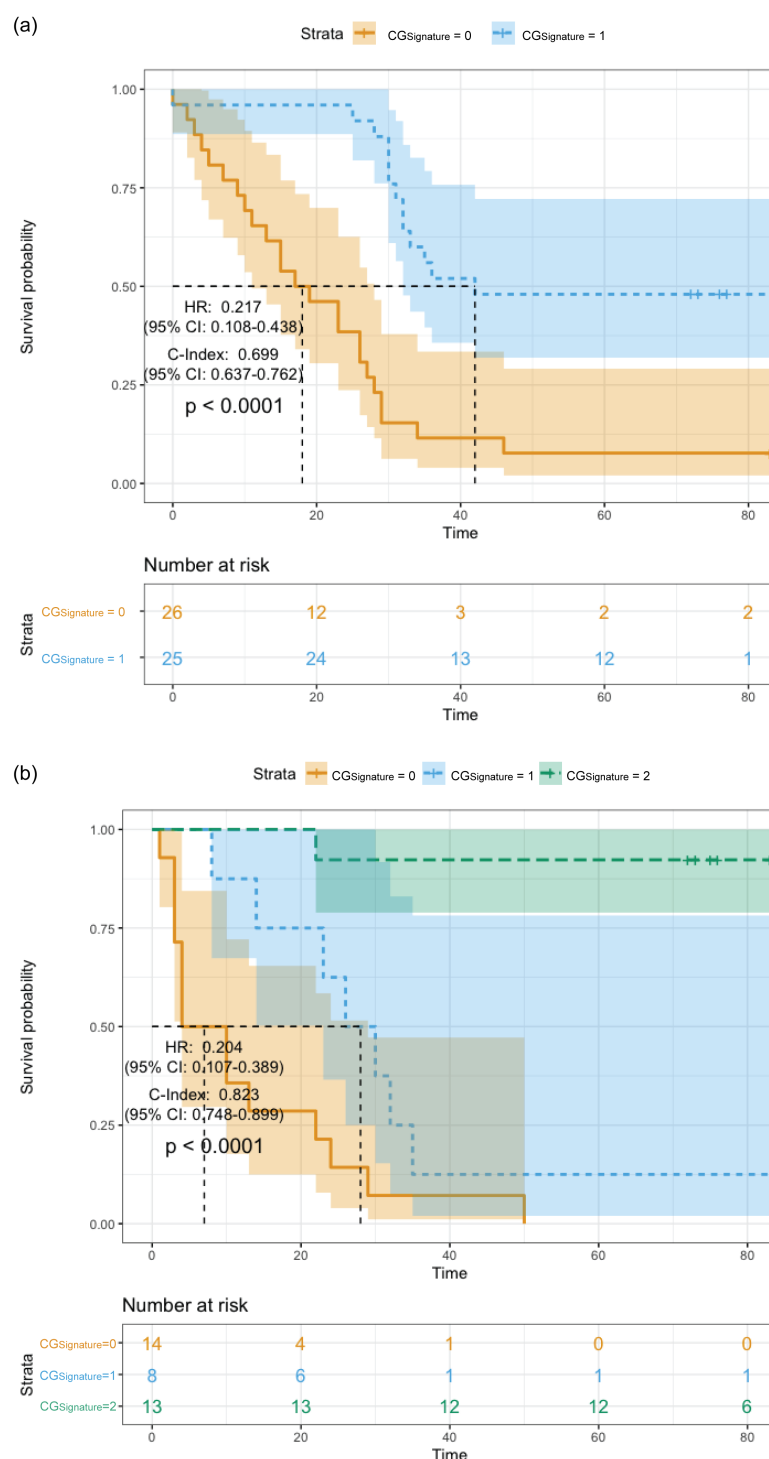 (a)
Strata CGSignature = 0 CGSignature = 1
1.00
0.75
0.50
0.25
0.00
Survival probability
HR: 0.217
(95% CI: 0.108-0.438)
C-Index: 0.699
(95% CI: 0.637-0.762)
p < 0.0001
0 20 40 60 80
Time
Number at risk
Strata
CGSignature = 0 26 12 3 2 2
CGSignature = 1 25 24 13 12 1
0 20 40 60 80
Time
(b)
Strata CGSignature = 0 CGSignature = 1 CGSignature = 2
1.00
0.75
0.50
0.25
0.00
Survival probability
HR: 0.204
(95% CI: 0.107-0.389)
C-Index: 0.823
(95% CI: 0.748-0.899)
p < 0.0001
0 20 40 60 80
Time
Number at risk
Strata
CGSignature=0 14 4 1 0 0
CGSignature=1 8 6 1 1 1
CGSignature=2 13 13 12 12 6
0 20 40 60 80
Time